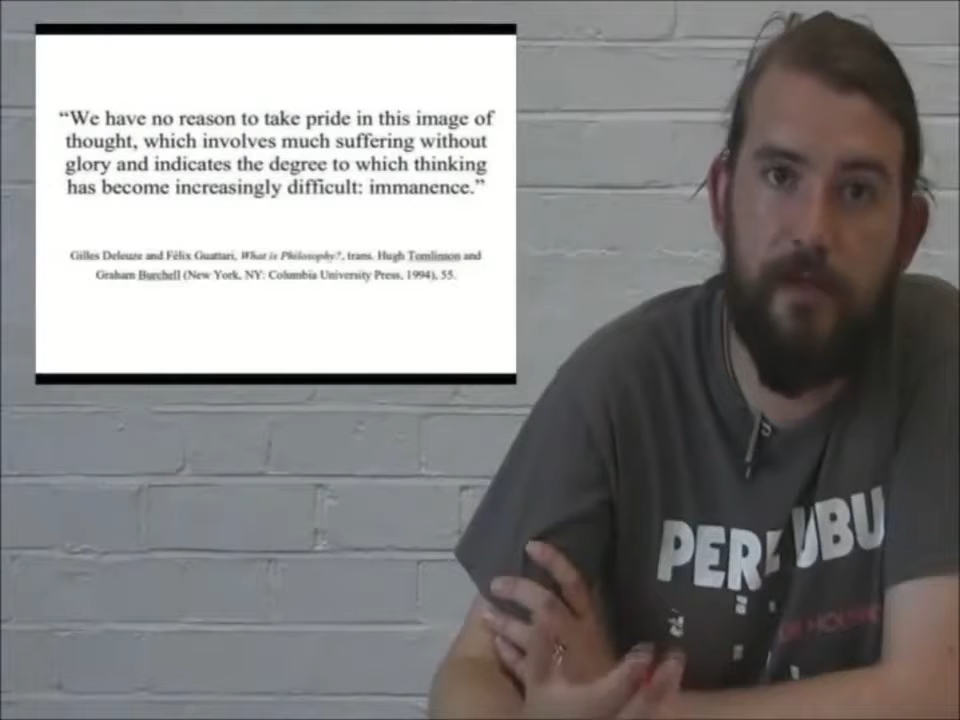 “We have no reason to take pride in this image of
thought, which involves much suffering without
glory and indicates the degree to which thinking
has become increasingly difficult: immanence.”
Gilles Deleuze and Félix Guattari, What is Philosophy?, trans. Hugh Tomlinson and
Graham Burchell (New York, NY: Columbia University Press, 1994), 55.
PERE UBU